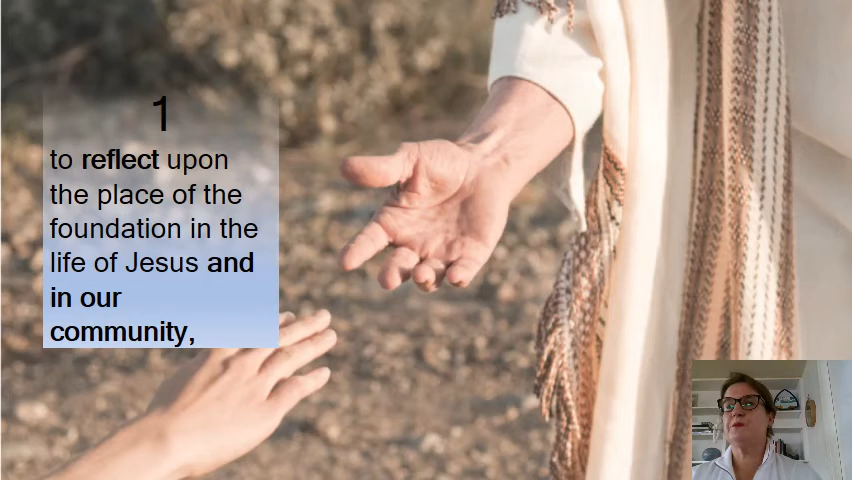 1
to reflect upon
the place of the
foundation in the
life of Jesus and
in our
community,